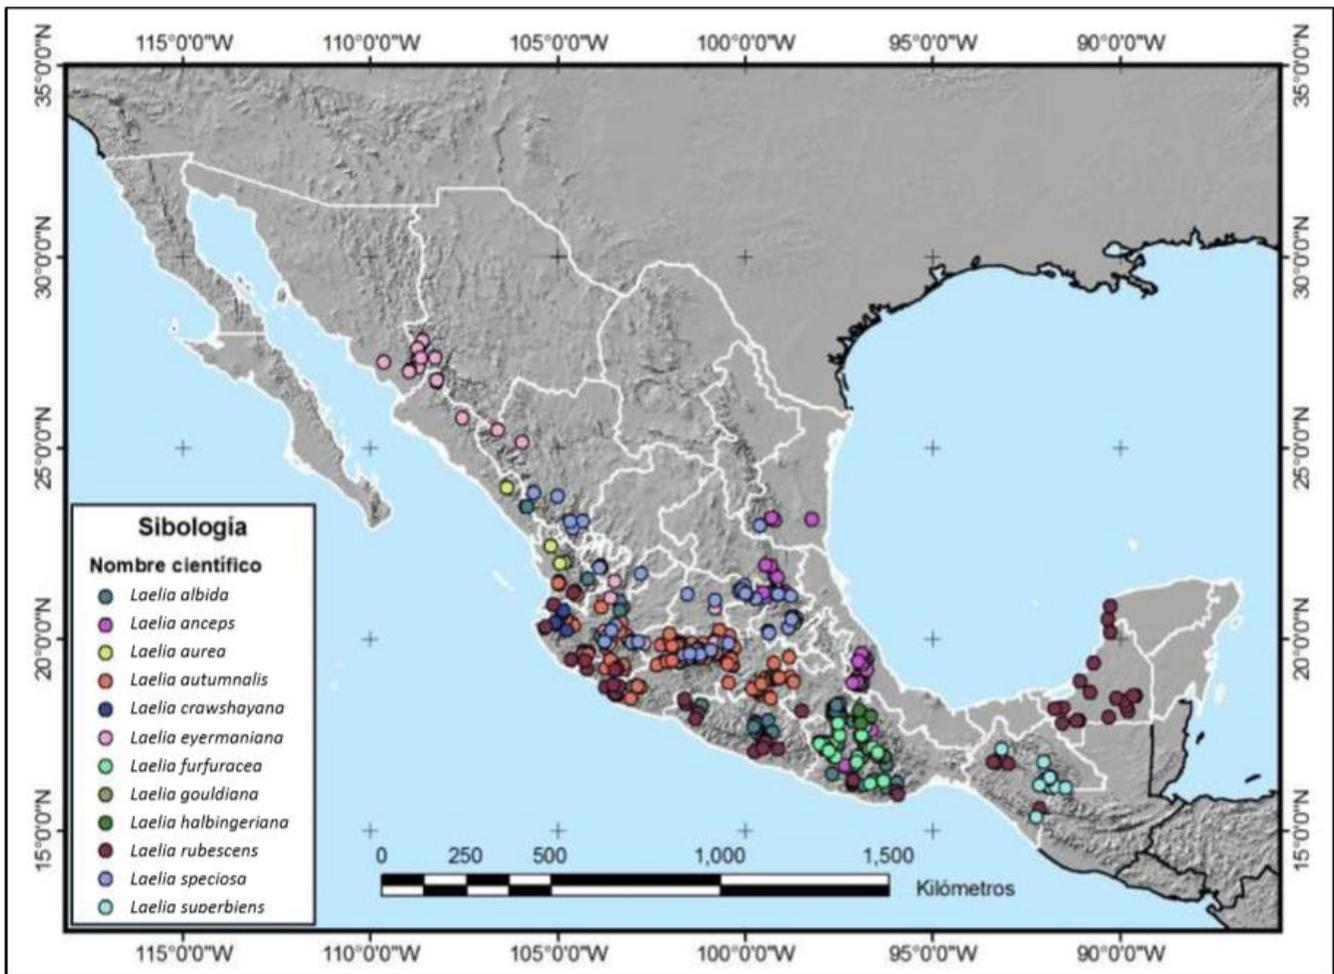 115°0'0"W 110°0'0"W 105°0'0"W 100°0'0"W 95°0'0"W 90°0'0"W
35°0'0"N 35°0'0"N
30°0'0"N 30°0'0"N
25°0'0"N 25°0'0"N
20°0'0"N 20°0'0"N
15°0'0"N 15°0'0"N
Sibología
Nombre científico
Laelia albida
Laelia anceps
Laelia aurea
Laelia autumnalis
Laelia crawshayana
Laelia eyermaniana
Laelia furfuracea
Laelia gouldiana
Laelia halbingeriana
Laelia rubescens
Laelia speciosa
Laelia superbiens
0 250 500 1,000 1,500
Kilómetros
115°0'0"W 110°0'0"W 105°0'0"W 100°0'0"W 95°0'0"W 90°0'0"W